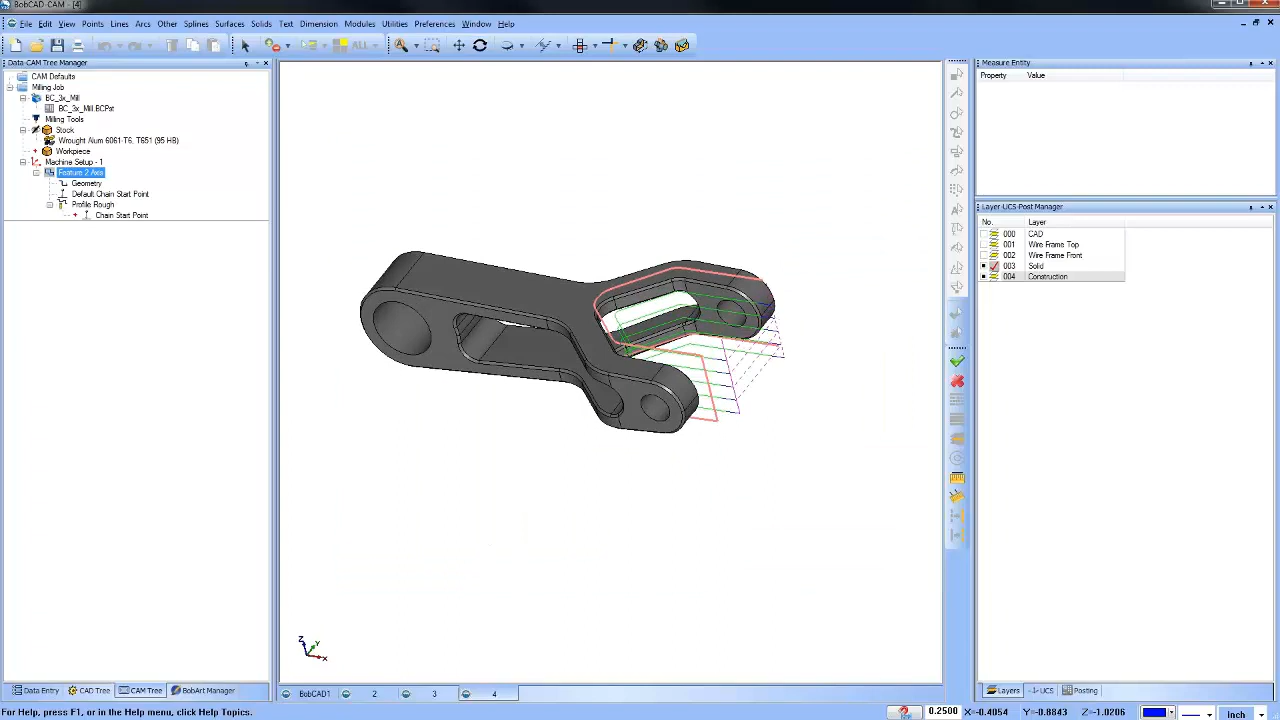 BobCAD-CAM - [4]
File Edit View Points Lines Arcs Other Splines Surfaces Solids Text Dimension Modules Utilities Preferences Window Help
ALL
Data-CAM Tree Manager
CAM Defaults
Milling Job
BC_3x_Mill
BC_3x_Mill.BCPst
Milling Tools
Stock
Wrought Alum 6061-T6, T651 (95 HB)
Workpiece
Machine Setup - 1
Feature 2 Axis
Geometry
Default Chain Start Point
Profile Rough
Chain Start Point
Z
Y
X
Measure Entity
Property Value
Layer-UCS-Post Manager
No. Layer
000 CAD
001 Wire Frame Top
002 Wire Frame Front
003 Solid
004 Construction
Data Entry CAD Tree CAM Tree BobArt Manager
BobCAD1 2 3 4
Layers UCS Posting
For Help, press F1, or in the Help menu, click Help Topics.
0.2500 X=-0.4054 Y=-0.8843 Z=-1.0206 Inch